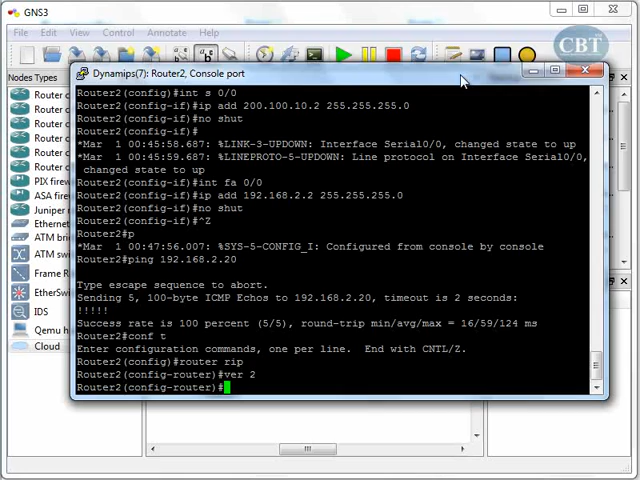 GNS3
File Edit View Control Annotate Help
CBT
Nodes Types
Router c
Router c
Router c
Router c
Router c
Router c
PIX firew
ASA firew
Juniper r
Ethernet
ATM brid
ATM sw
Frame R
EtherSwi
IDS
Qemu h
Cloud
Dynamips(7): Router2, Console port
Router2(config)#int s 0/0
Router2(config-if)#ip add 200.100.10.2 255.255.255.0
Router2(config-if)#no shut
Router2(config-if)#
*Mar  1 00:45:58.687: %LINK-3-UPDOWN: Interface Serial0/0, changed state to up
*Mar  1 00:45:59.687: %LINEPROTO-5-UPDOWN: Line protocol on Interface Serial0/0,
changed state to up
Router2(config-if)#int fa 0/0
Router2(config-if)#ip add 192.168.2.2 255.255.255.0
Router2(config-if)#no shut
Router2(config-if)#^Z
Router2#p
*Mar  1 00:47:56.007: %SYS-5-CONFIG_I: Configured from console by console
Router2#ping 192.168.2.20
Type escape sequence to abort.
Sending 5, 100-byte ICMP Echos to 192.168.2.20, timeout is 2 seconds:
!!!!!
Success rate is 100 percent (5/5), round-trip min/avg/max = 16/59/124 ms
Router2#conf t
Enter configuration commands, one per line.  End with CNTL/Z.
Router2(config)#router rip
Router2(config-router)#ver 2
Router2(config-router)#